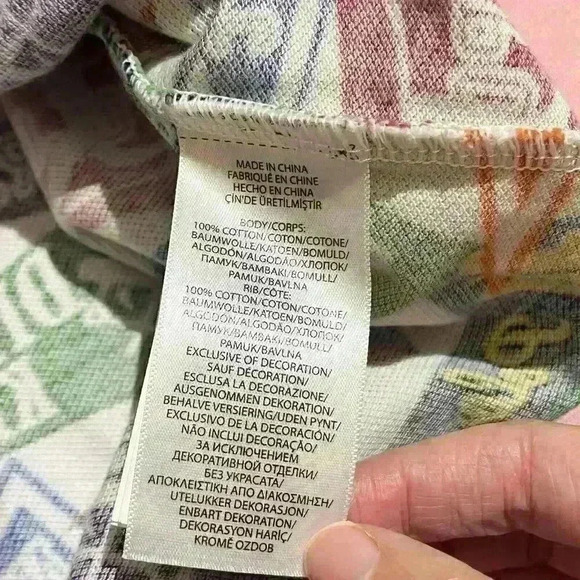 MADE IN CHINA
FABRIQUÉ EN CHINE
HECHO EN CHINA
ÇİN'DE ÜRETİLMİŞTİR
BODY/CORPS:
100% COTTON/COTON/COTONE/
BAUMWOLLE/KATOEN/BOMULD/
ALGODÓN/ALGODÃO/ХЛОПОК/
ПАМУК/ΒΑΜΒΑΚΙ/BOMULL/
PAMUK/BAVLNA
RIB/CÔTE:
100% COTTON/COTON/COTONE/
BAUMWOLLE/KATOEN/BOMULD/
ALGODÓN/ALGODÃO/ХЛОПОК/
ПАМУК/ΒΑΜΒΑΚΙ/BOMULL/
PAMUK/BAVLNA
EXCLUSIVE OF DECORATION/
SAUF DÉCORATION/
ESCLUSA LA DECORAZIONE/
AUSGENOMMEN DEKORATION/
BEHALVE VERSIERING/UDEN PYNT/
EXCLUSIVO DE LA DECORACIÓN/
NÃO INCLUI DECORAÇÃO/
ЗА ИСКЛЮЧЕНИЕМ
ДЕКОРАТИВНОЙ ОТДЕЛКИ/
БЕЗ УКРАСАТА/
ΑΠΟΚΛΕΙΣΤΙΚΗ ΑΠΟ ΔΙΑΚΟΣΜΗΣΗ/
UTELUKKER DEKORASJON/
ENBART DEKORATION/
DEKORASYON HARİÇ/
KROMĚ OZDOB